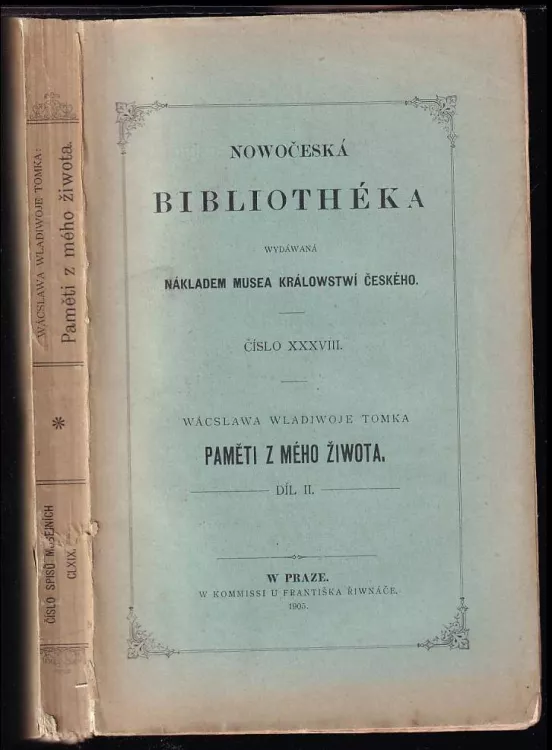 WÁCSLAWA WLADIWOJE TOMKA:
Paměti z mého žiwota.
*
ČÍSLO SPISŮ MUSEJNÍCH
CLXIX.
NOWOČESKÁ
BIBLIOTHÉKA
WYDÁWANÁ
NÁKLADEM MUSEA KRÁLOWSTWÍ ČESKÉHO.
ČÍSLO XXXVIII.
WÁCSLAWA WLADIWOJE TOMKA
PAMĚTI Z MÉHO ŽIWOTA.
DÍL II.
W PRAZE.
W KOMMISSI U FRANTIŠKA ŘIWNÁČE.
1905.